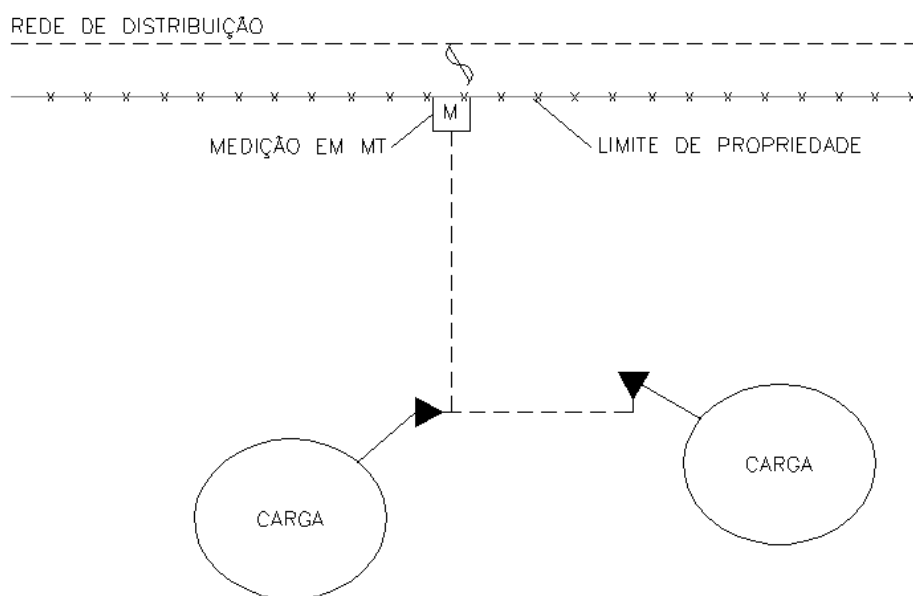 REDE DE DISTRIBUIÇÃO
M
MEDIÇÃO EM MT
LIMITE DE PROPRIEDADE
CARGA
CARGA